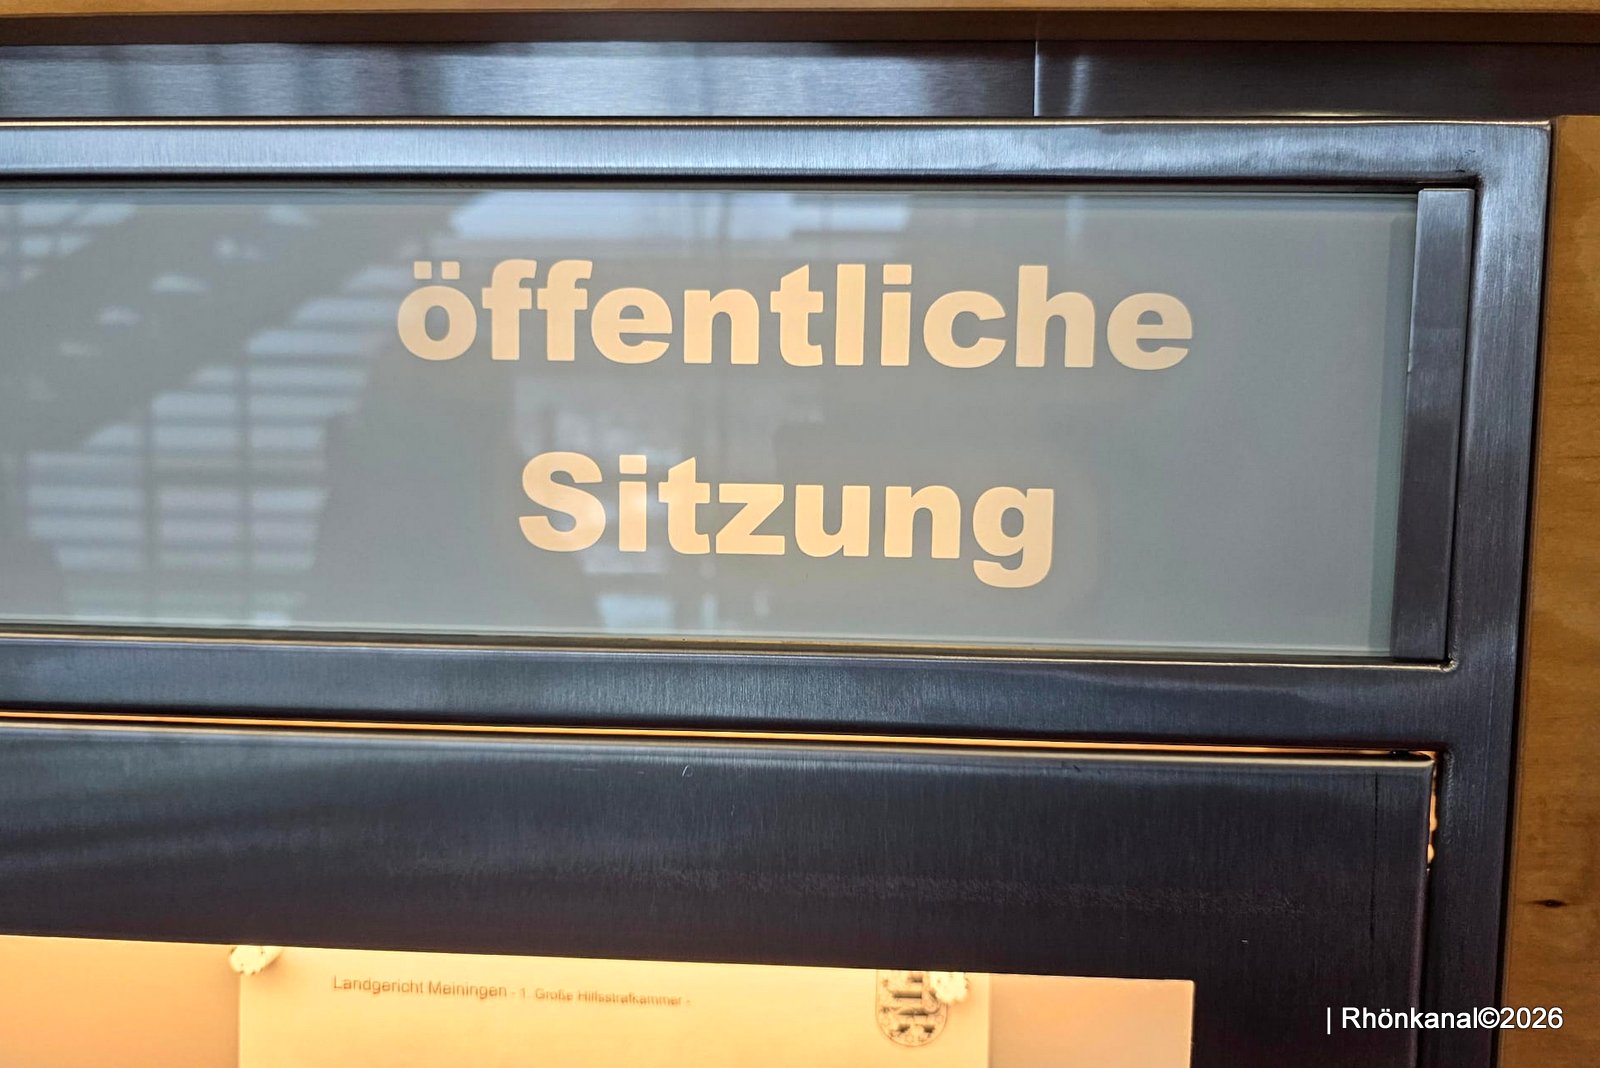 öffentliche
Sitzung
Landgericht Meiningen - 1. Große Hilfsstrafkammer -
| Rhönkanal©2026